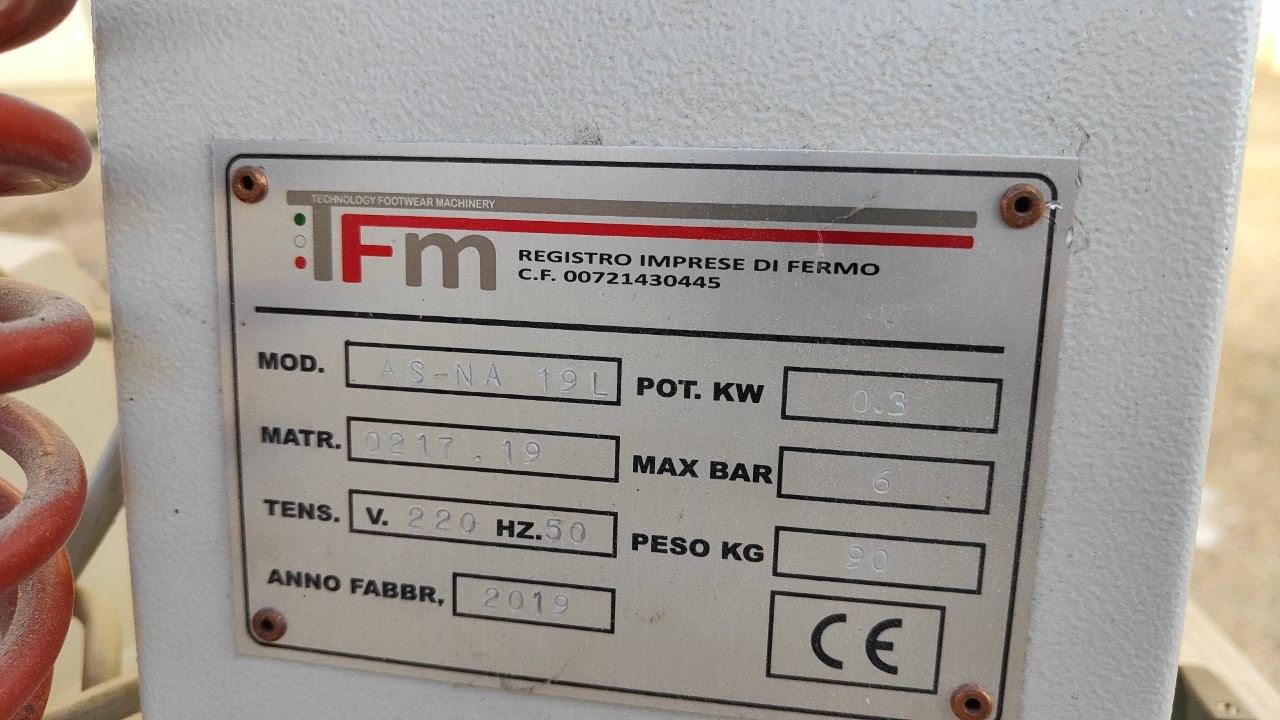 TECHNOLOGY FOOTWEAR MACHINERY
TFm
REGISTRO IMPRESE DI FERMO
C.F. 00721430445
MOD. AS-NA 19L POT. KW 0.3
MATR. 0217.19 MAX BAR 6
TENS. V. 220 HZ. 50 PESO KG 90
ANNO FABBR, 2019 CE